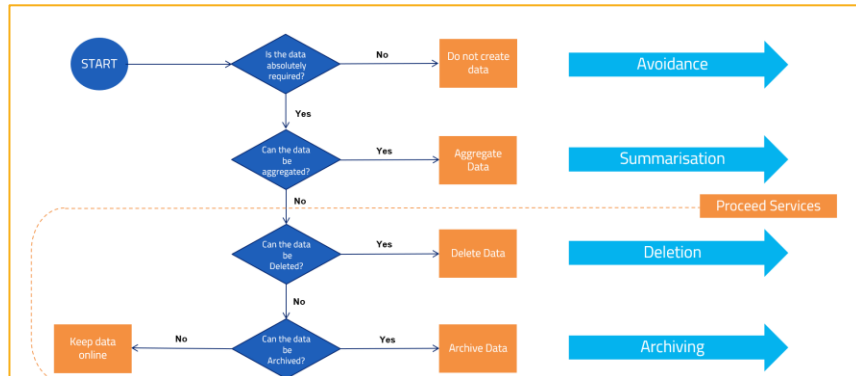 START
Is the data
absolutely
required?
No
Do not create
data
Avoidance
Yes
Can the data
be
aggregated?
Yes
Aggregate
Data
Summarisation
No
Proceed Services
Can the data
be
Deleted?
Yes
Delete Data
Deletion
No
Keep data
online
No
Can the data
be
Archived?
Yes
Archive Data
Archiving